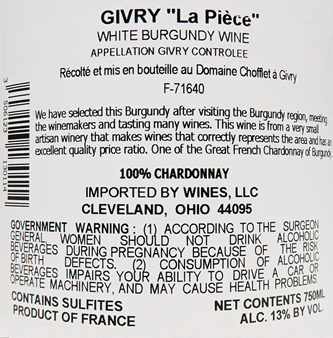 GIVRY "La Pièce"
WHITE BURGUNDY WINE
APPELLATION GIVRY CONTROLEE
Récolté et mis en bouteille au Domaine Chofflet à Givry
F-71640
We have selected this Burgundy after visiting the Burgundy region, meeting
the winemakers and tasting many wines. This wine is from a very small
artisan winery that makes wines that correctly represents the area and has an
excellent quality price ratio. One of the Great French Chardonnay of Burgundy
100% CHARDONNAY
IMPORTED BY WINES, LLC
CLEVELAND, OHIO 44095
GOVERNMENT WARNING: (1) ACCORDING TO THE SURGEON
GENERAL WOMEN SHOULD NOT DRINK ALCOHOLIC
BEVERAGES DURING PREGNANCY BECAUSE OF THE RISK
OF BIRTH DEFECTS. (2) CONSUMPTION OF ALCOHOLIC
BEVERAGES IMPAIRS YOUR ABILITY TO DRIVE A CAR OR
OPERATE MACHINERY, AND MAY CAUSE HEALTH PROBLEMS
CONTAINS SULFITES
PRODUCT OF FRANCE
NET CONTENTS 750ML
ALC. 13% BY VOL.